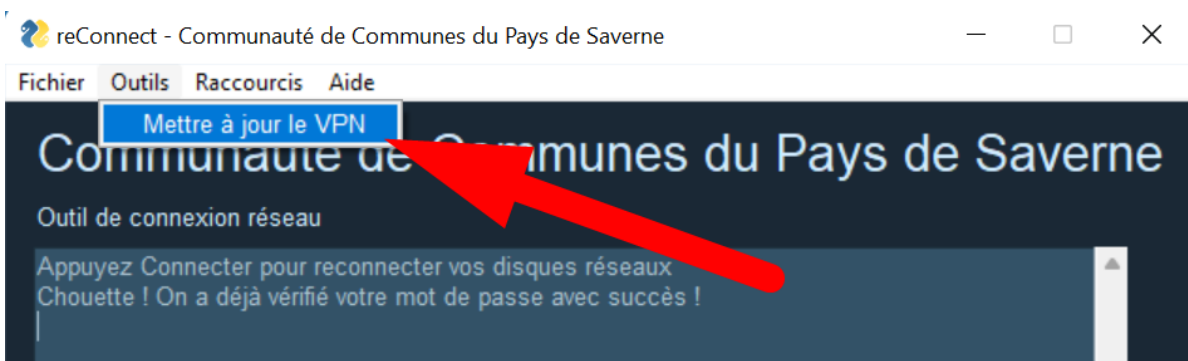 reConnect - Communauté de Communes du Pays de Saverne
Fichier Outils Raccourcis Aide
Mettre à jour le VPN
Communauté de Communes du Pays de Saverne
Outil de connexion réseau
Appuyez Connecter pour reconnecter vos disques réseaux
Chouette ! On a déjà vérifié votre mot de passe avec succès !